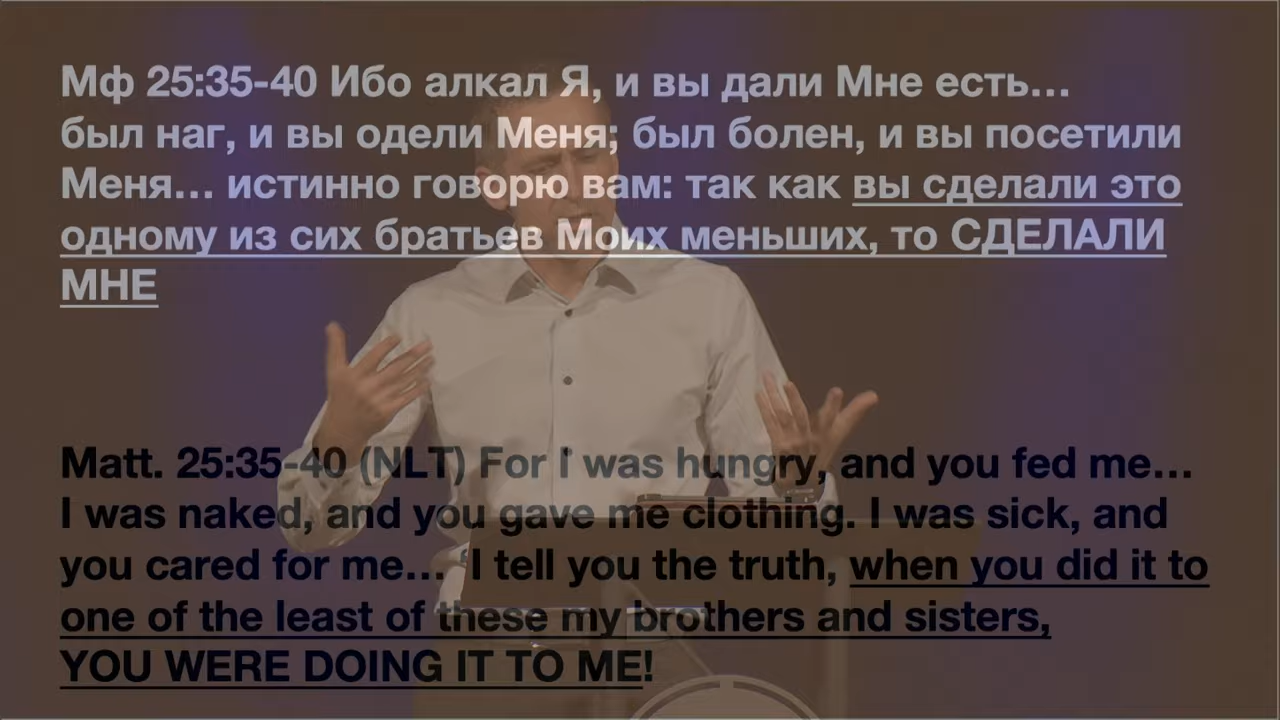 Мф 25:35-40 Ибо алкал Я, и вы дали Мне есть…
был наг, и вы одели Меня; был болен, и вы посетили
Меня… истинно говорю вам: так как вы сделали это
одному из сих братьев Моих меньших, то СДЕЛАЛИ
МНЕ
Matt. 25:35-40 (NLT) For I was hungry, and you fed me…
I was naked, and you gave me clothing. I was sick, and
you cared for me… ‘I tell you the truth, when you did it to
one of the least of these my brothers and sisters,
YOU WERE DOING IT TO ME!